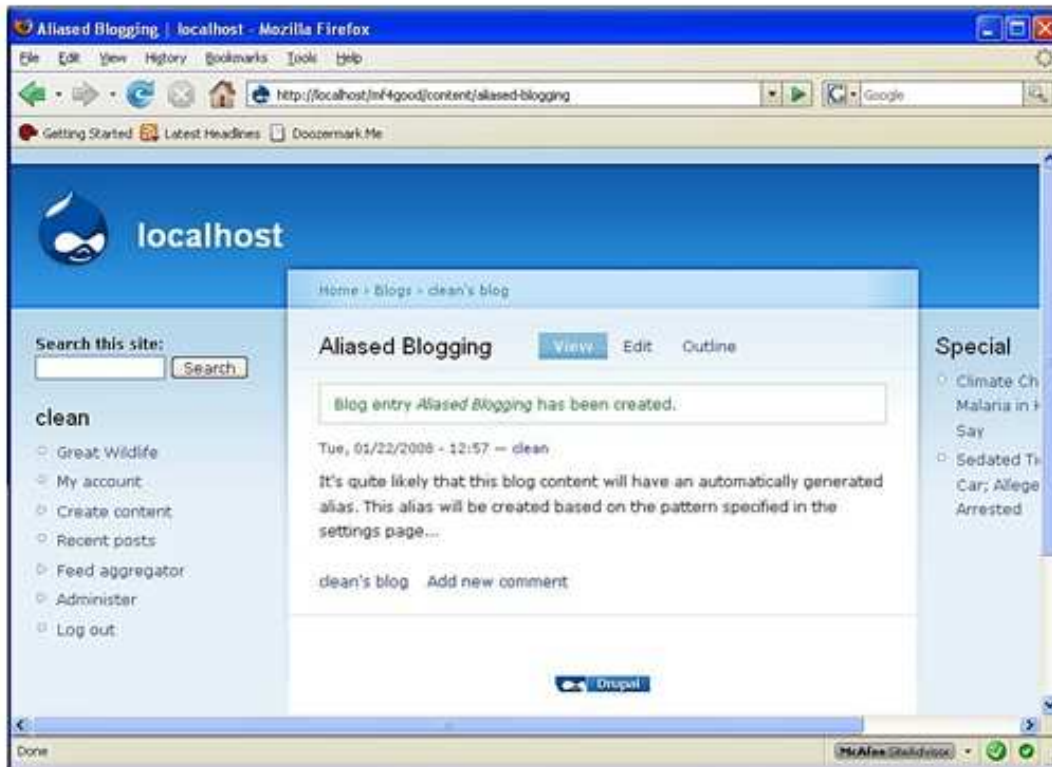 Aliased Blogging | localhost - Mozilla Firefox
File Edit View History Bookmarks Tools Help
http://localhost/mf4good/content/aliased-blogging
Google
Getting Started Latest Headlines Doozermark Me
localhost
Home › Blogs › clean's blog
Search this site:
Search
clean
Great Wildlife
My account
Create content
Recent posts
Feed aggregator
Administer
Log out
Aliased Blogging View Edit Outline
Blog entry Aliased Blogging has been created.
Tue, 01/22/2008 - 12:57 — clean
It's quite likely that this blog content will have an automatically generated
alias. This alias will be created based on the pattern specified in the
settings page...
clean's blog Add new comment
Drupal
Special
Climate Ch
Malaria in H
Say
Sedated Ti
Car; Allege
Arrested
Done
McAfee SiteAdvisor